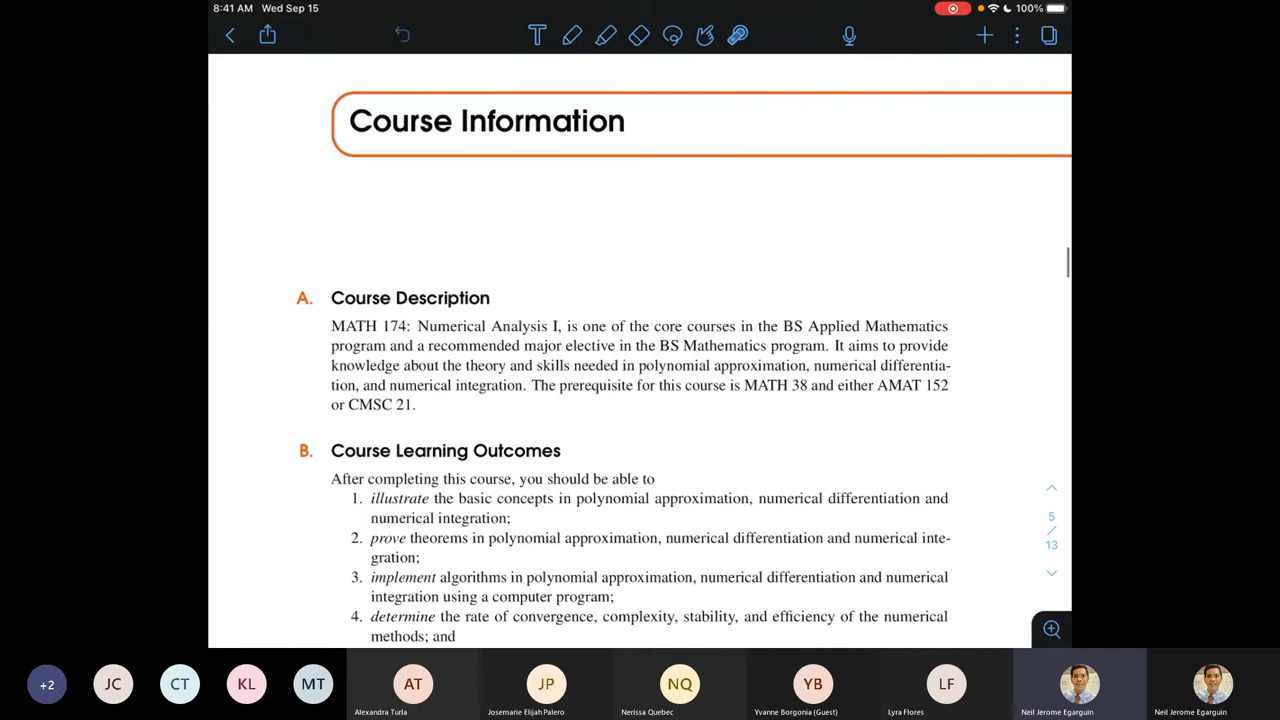 8:41 AM Wed Sep 15
100%
Course Information
A. Course Description
MATH 174: Numerical Analysis I, is one of the core courses in the BS Applied Mathematics
program and a recommended major elective in the BS Mathematics program. It aims to provide
knowledge about the theory and skills needed in polynomial approximation, numerical differentia-
tion, and numerical integration. The prerequisite for this course is MATH 38 and either AMAT 152
or CMSC 21.
B. Course Learning Outcomes
After completing this course, you should be able to
1. illustrate the basic concepts in polynomial approximation, numerical differentiation and
numerical integration;
2. prove theorems in polynomial approximation, numerical differentiation and numerical inte-
gration;
3. implement algorithms in polynomial approximation, numerical differentiation and numerical
integration using a computer program;
4. determine the rate of convergence, complexity, stability, and efficiency of the numerical
methods; and
5
/
13
+2 JC CT KL MT AT JP NQ YB LF
Alexandra Turla Josemarie Elijah Palero Nerissa Quebec Yvanne Borgonia (Guest) Lyra Flores Neil Jerome Egarguin Neil Jerome Egarguin